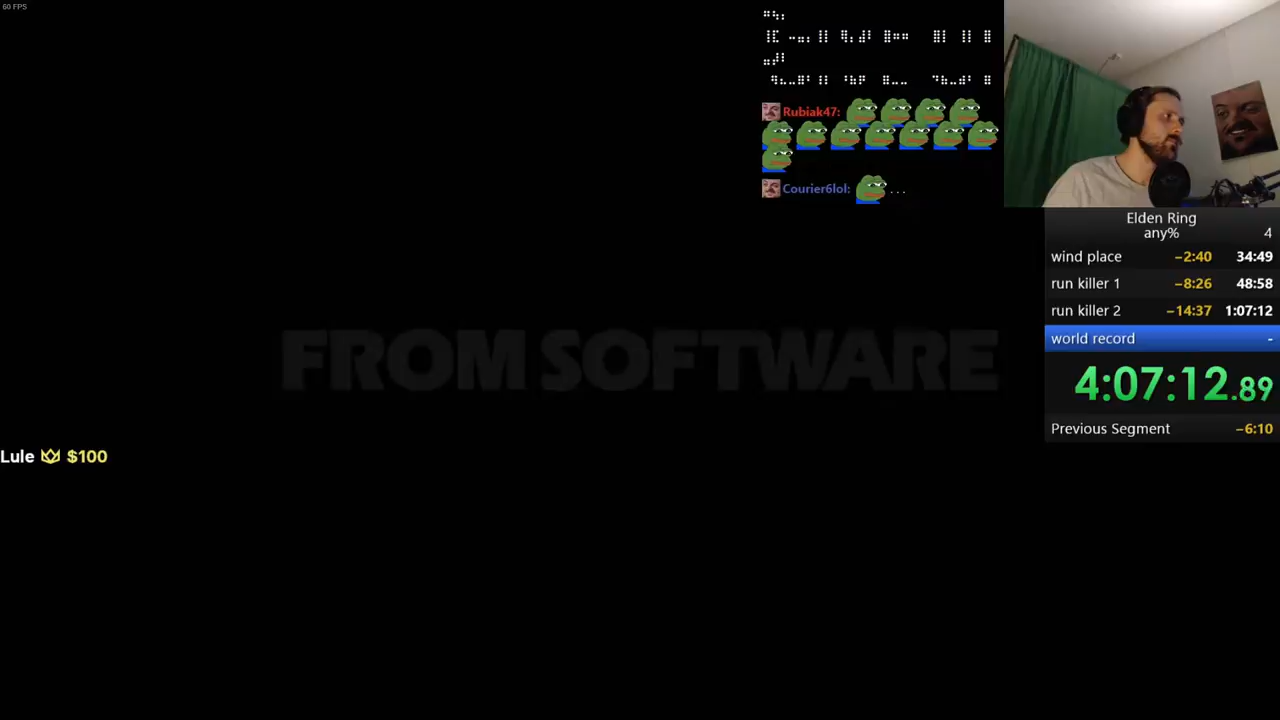 60 FPS
Rubiak47:
Courier6lol: ...
Elden Ring
any% 4
wind place −2:40 34:49
run killer 1 −8:26 48:58
run killer 2 −14:37 1:07:12
world record -
4:07:12.89
Previous Segment −6:10
FROM SOFTWARE
Lule $100